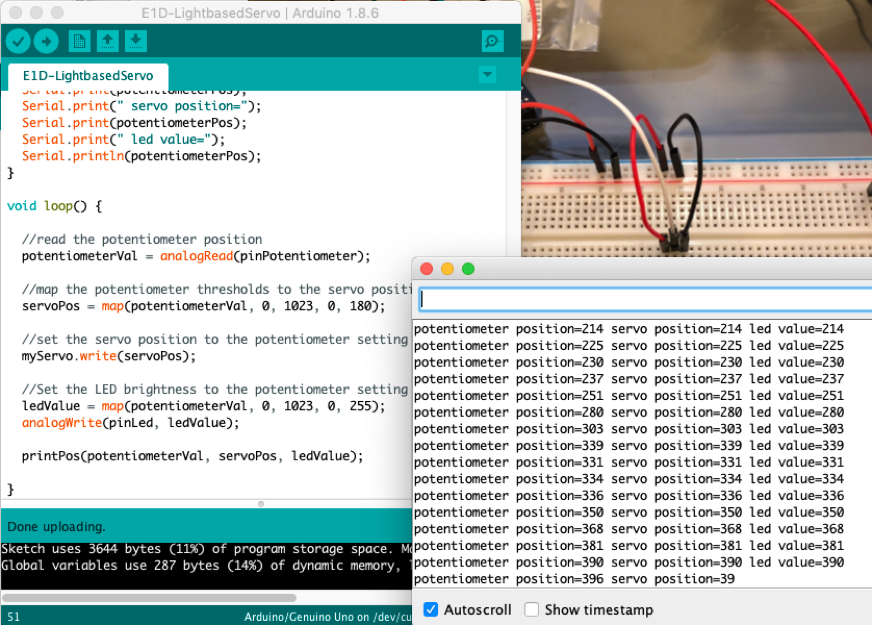 E1D-LightbasedServo | Arduino 1.8.6
E1D-LightbasedServo
Serial.print(potentiometerPos);
Serial.print(" servo position=");
Serial.print(potentiometerPos);
Serial.print(" led value=");
Serial.println(potentiometerPos);
}
void loop() {
//read the potentiometer position
potentiometerVal = analogRead(pinPotentiometer);
//map the potentiometer thresholds to the servo positi
servoPos = map(potentiometerVal, 0, 1023, 0, 180);
//set the servo position to the potentiometer setting
myServo.write(servoPos);
//Set the LED brightness to the potentiometer setting
ledValue = map(potentiometerVal, 0, 1023, 0, 255);
analogWrite(pinLed, ledValue);
printPos(potentiometerVal, servoPos, ledValue);
}
Done uploading.
Sketch uses 3644 bytes (11%) of program storage space.
Global variables use 287 bytes (14%) of dynamic memory,
51
Arduino/Genuino Uno on /dev/cu
potentiometer position=214 servo position=214 led value=214
potentiometer position=225 servo position=225 led value=225
potentiometer position=230 servo position=230 led value=230
potentiometer position=237 servo position=237 led value=237
potentiometer position=251 servo position=251 led value=251
potentiometer position=280 servo position=280 led value=280
potentiometer position=303 servo position=303 led value=303
potentiometer position=339 servo position=339 led value=339
potentiometer position=331 servo position=331 led value=331
potentiometer position=334 servo position=334 led value=334
potentiometer position=336 servo position=336 led value=336
potentiometer position=350 servo position=350 led value=350
potentiometer position=368 servo position=368 led value=368
potentiometer position=381 servo position=381 led value=381
potentiometer position=390 servo position=390 led value=390
potentiometer position=396 servo position=39
Autoscroll
Show timestamp